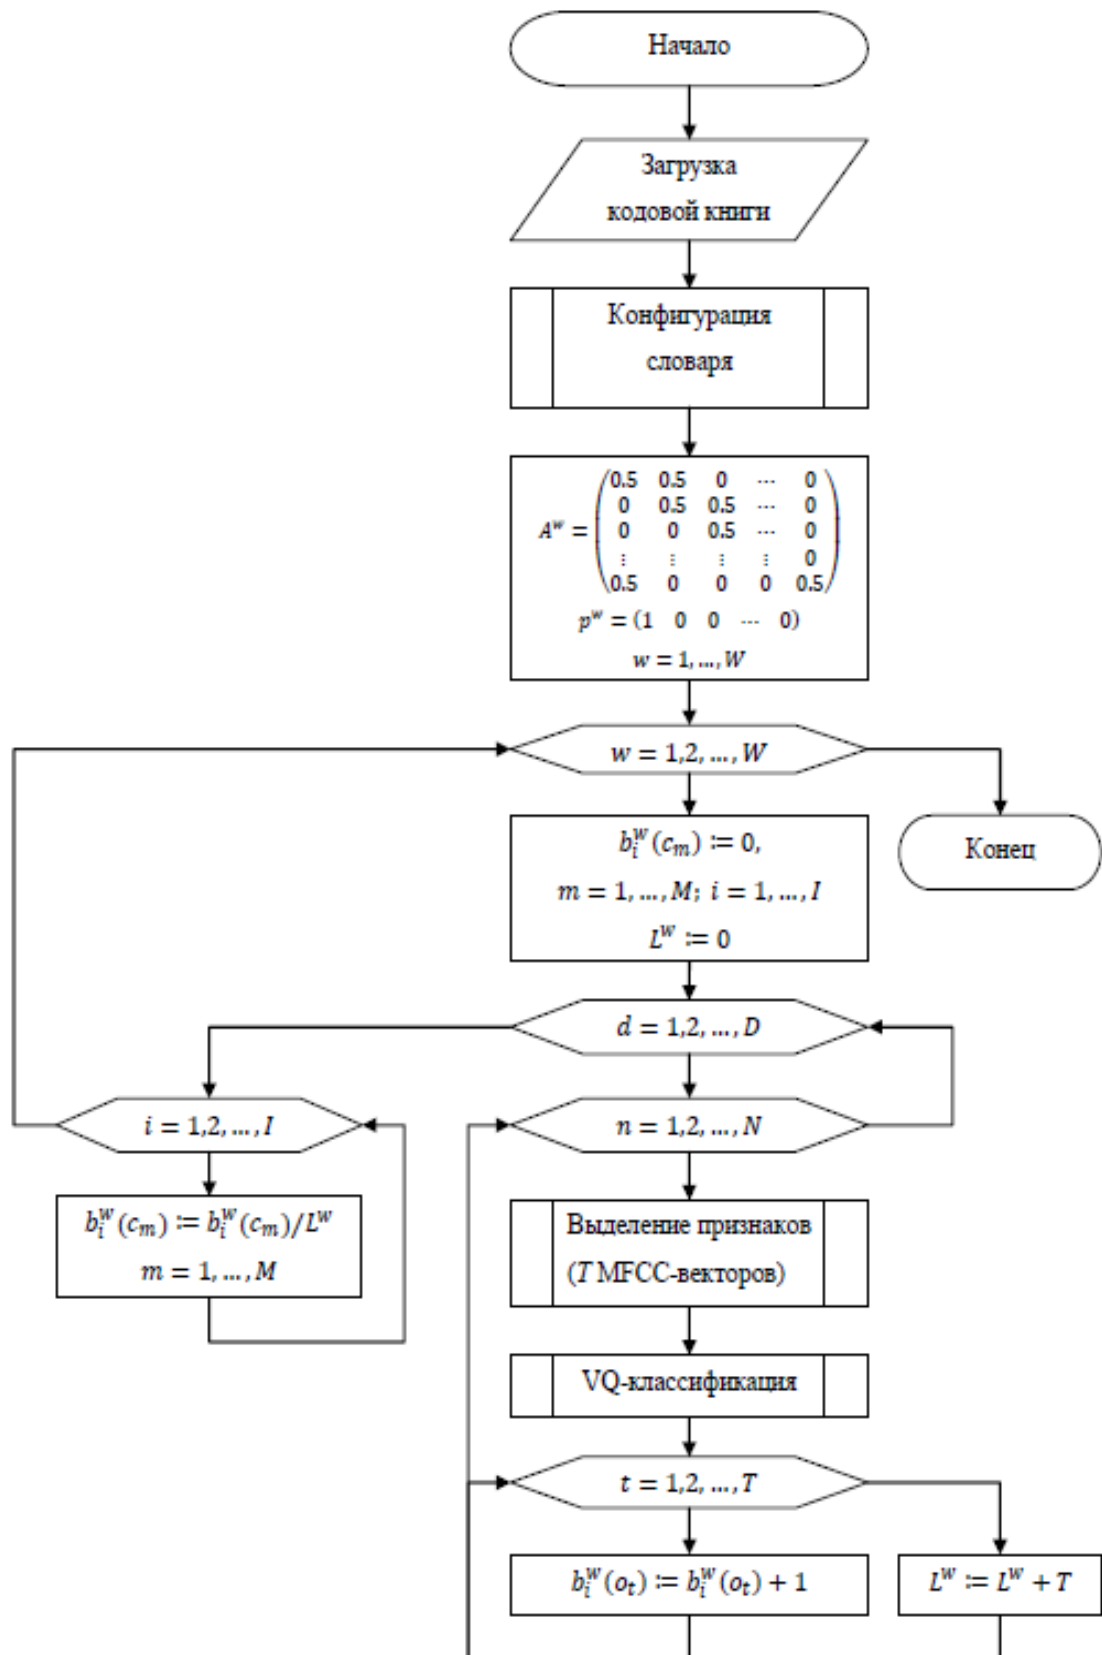 Начало
Загрузка
кодовой книги
Конфигурация
словаря
A^w = (0.5 0.5 0 ⋯ 0
0 0.5 0.5 ⋯ 0
0 0 0.5 ⋯ 0
⋮ ⋮ ⋮ ⋮ 0
0.5 0 0 0 0.5)
p^w = (1 0 0 ⋯ 0)
w = 1, …, W
w = 1,2, …, W
Конец
b_i^w(c_m) := 0,
m = 1, …, M; i = 1, …, I
L^w := 0
d = 1,2, …, D
i = 1,2, …, I
n = 1,2, …, N
b_i^w(c_m) := b_i^w(c_m)/L^w
m = 1, …, M
Выделение признаков
(T MFCC-векторов)
VQ-классификация
t = 1,2, …, T
b_i^w(o_t) := b_i^w(o_t) + 1
L^w := L^w + T